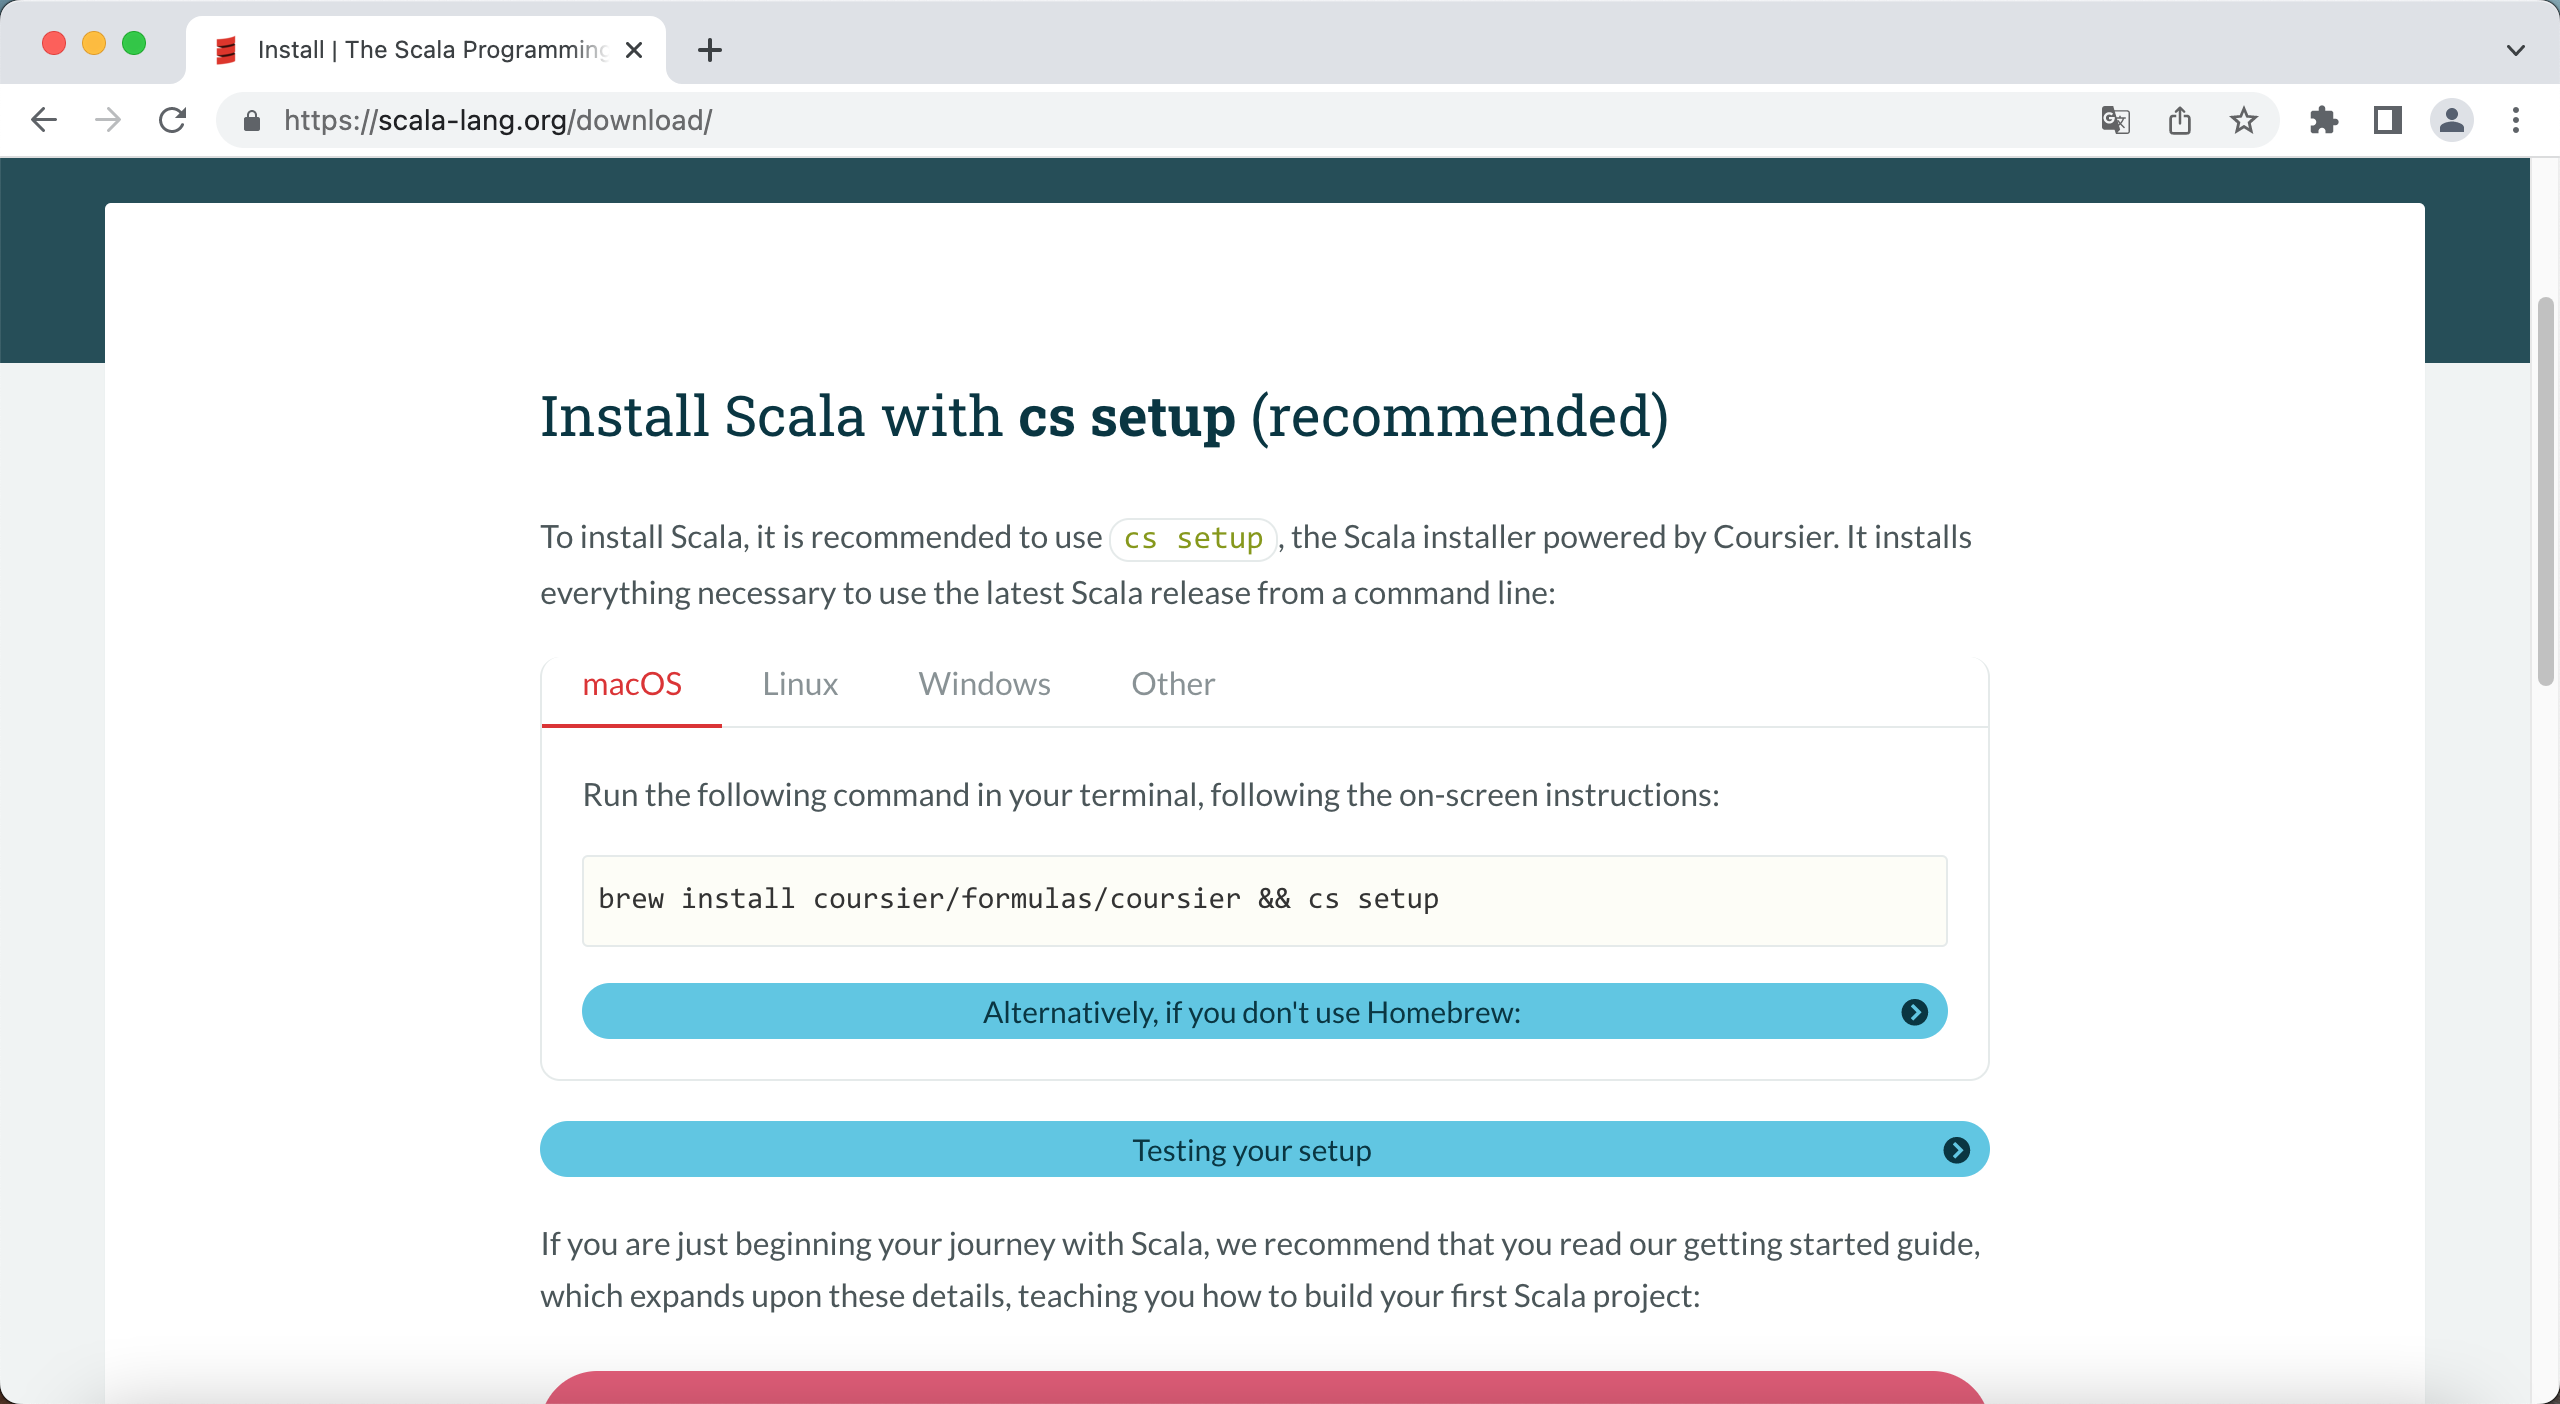 Install | The Scala Programming
https://scala-lang.org/download/
Install Scala with cs setup (recommended)
To install Scala, it is recommended to use cs setup, the Scala installer powered by Coursier. It installs
everything necessary to use the latest Scala release from a command line:
macOS Linux Windows Other
Run the following command in your terminal, following the on-screen instructions:
brew install coursier/formulas/coursier && cs setup
Alternatively, if you don't use Homebrew:
Testing your setup
If you are just beginning your journey with Scala, we recommend that you read our getting started guide,
which expands upon these details, teaching you how to build your first Scala project: